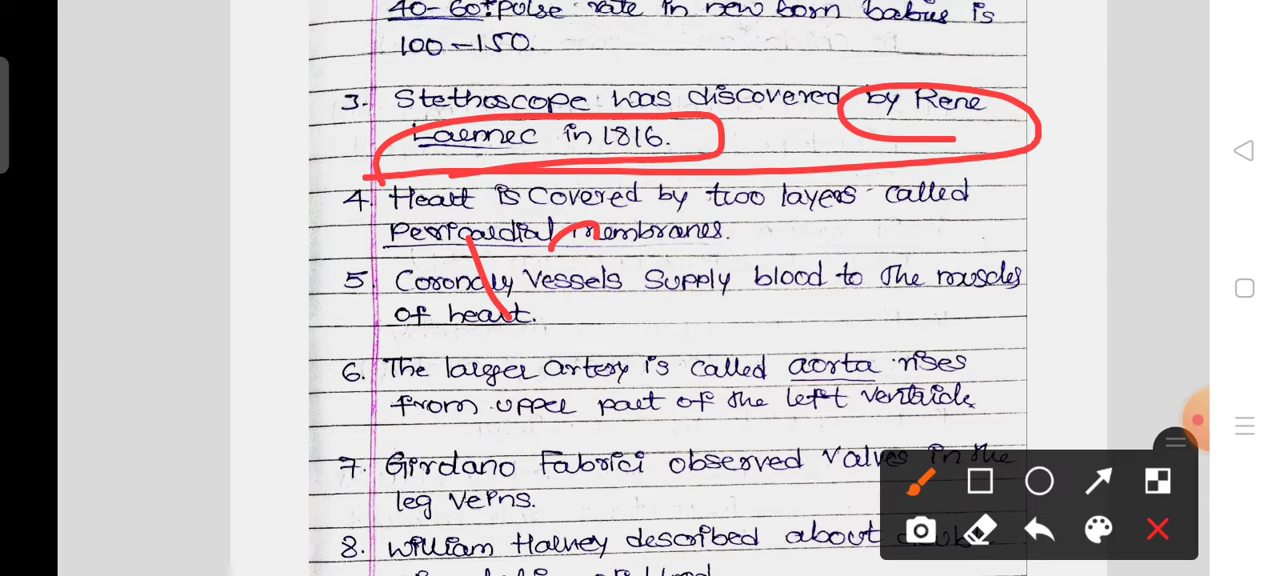 40-60. Pulse rate in new born babies is
100-150.
3. Stethoscope was discovered by Rene
Laennec in 1816.
4. Heart is covered by two layers called
Pericardial membranes.
5. Coronary Vessels Supply blood to the muscles
of heart.
6. The larger artery is called aorta rises
from upper part of the left ventricle.
7. Girdano Fabrici observed valves in the
leg veins.
8. William Harvey described about